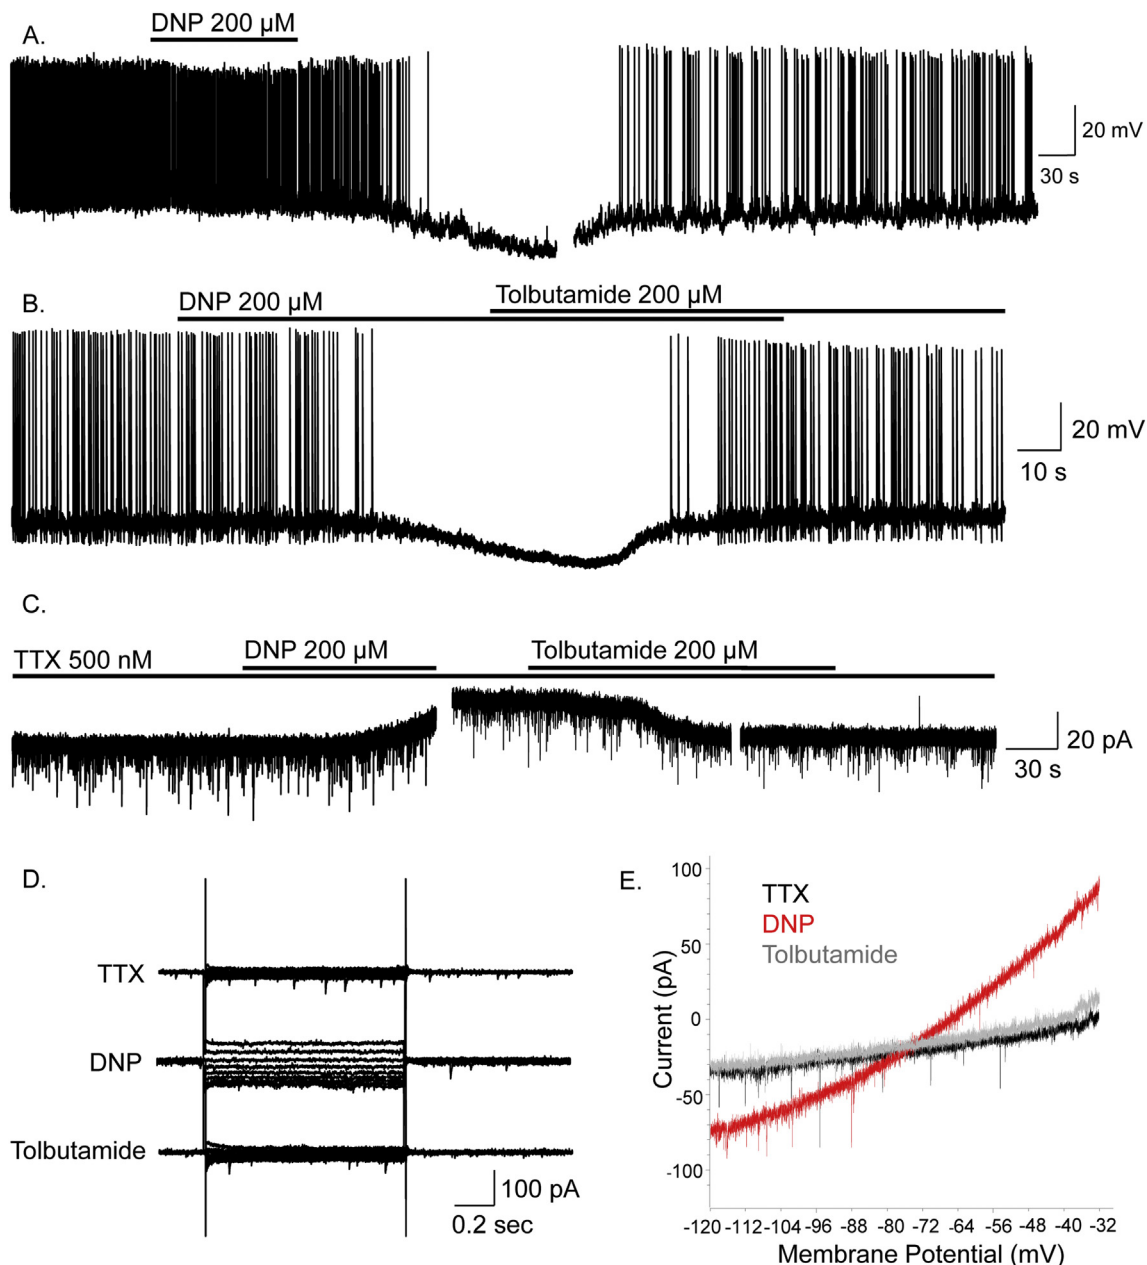 A.
DNP 200 µM
20 mV
30 s
B.
DNP 200 µM
Tolbutamide 200 µM
20 mV
10 s
C.
TTX 500 nM
DNP 200 µM
Tolbutamide 200 µM
20 pA
30 s
D.
TTX
DNP
Tolbutamide
100 pA
0.2 sec
E.
TTX
DNP
Tolbutamide
Current (pA)
100
50
0
-50
-100
-120 -112 -104 -96 -88 -80 -72 -64 -56 -48 -40 -32
Membrane Potential (mV)